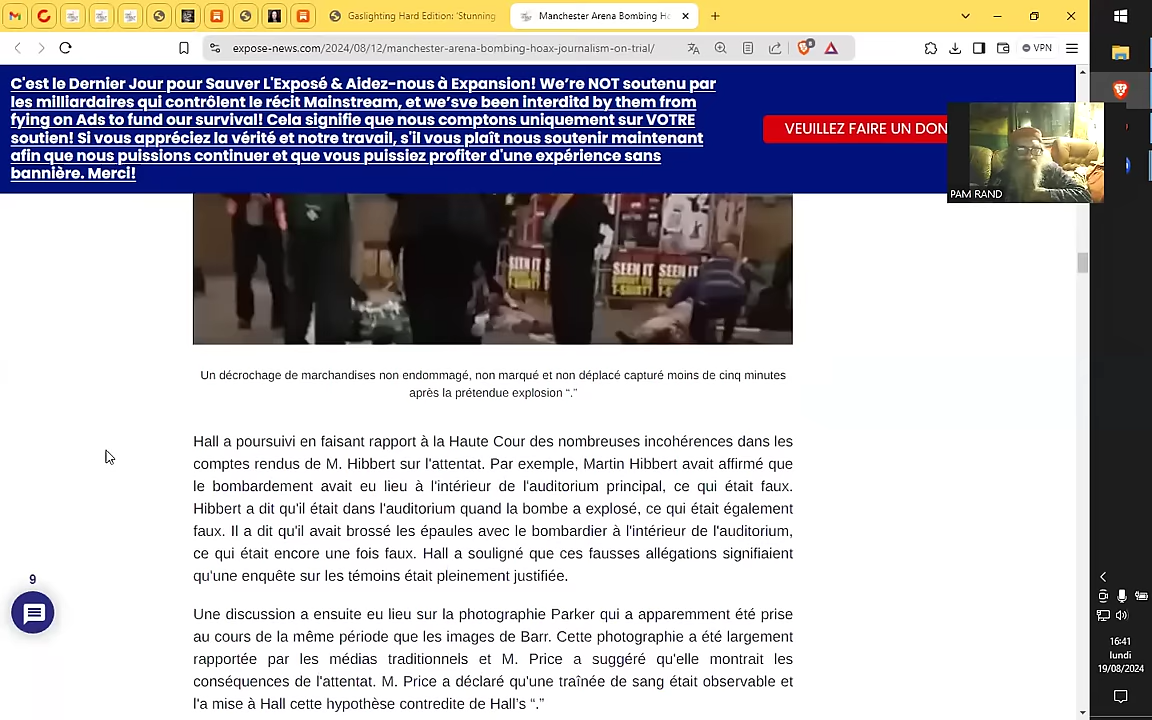 Gaslighting Hard Edition: 'Stunning
Manchester Arena Bombing Ho
expose-news.com/2024/08/12/manchester-arena-bombing-hoax-journalism-on-trial/
VPN
C'est le Dernier Jour pour Sauver L'Exposé & Aidez-nous à Expansion! We're NOT soutenu par
les milliardaires qui contrôlent le récit Mainstream, et we'sve been interditd by them from
fying on Ads to fund our survival! Cela signifie que nous comptons uniquement sur VOTRE
soutien! Si vous appréciez la vérité et notre travail, s'il vous plaît nous soutenir maintenant
afin que nous puissions continuer et que vous puissiez profiter d'une expérience sans
bannière. Merci!
VEUILLEZ FAIRE UN DON
PAM RAND
SEEN IT
SEEN IT
SEEN IT
Un décrochage de marchandises non endommagé, non marqué et non déplacé capturé moins de cinq minutes
après la prétendue explosion “.”
Hall a poursuivi en faisant rapport à la Haute Cour des nombreuses incohérences dans les
comptes rendus de M. Hibbert sur l'attentat. Par exemple, Martin Hibbert avait affirmé que
le bombardement avait eu lieu à l'intérieur de l'auditorium principal, ce qui était faux.
Hibbert a dit qu'il était dans l'auditorium quand la bombe a explosé, ce qui était également
faux. Il a dit qu'il avait brossé les épaules avec le bombardier à l'intérieur de l'auditorium,
ce qui était encore une fois faux. Hall a souligné que ces fausses allégations signifiaient
qu'une enquête sur les témoins était pleinement justifiée.
Une discussion a ensuite eu lieu sur la photographie Parker qui a apparemment été prise
au cours de la même période que les images de Barr. Cette photographie a été largement
rapportée par les médias traditionnels et M. Price a suggéré qu'elle montrait les
conséquences de l'attentat. M. Price a déclaré qu'une traînée de sang était observable et
l'a mise à Hall cette hypothèse contredite de Hall's “.”
9
16:41
lundi
19/08/2024